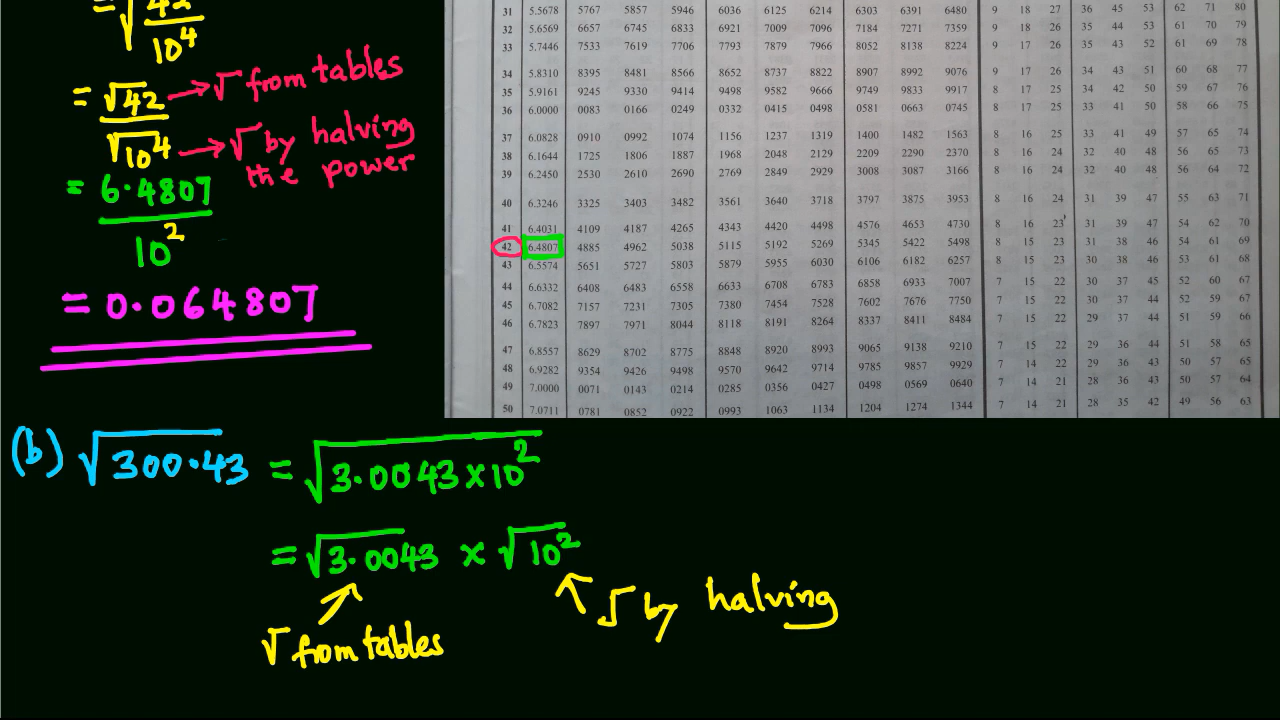 = √42/10⁴
= √42 → √ from tables
√10⁴ → √ by halving
the power
= 6.4807
10²
= 0.064807
31 5.5678 5767 5857 5946 6036 6125 6214 6303 6391 6480 9 18 27 36 45 53 62 71 80
32 5.6569 6657 6745 6833 6921 7009 7096 7184 7271 7359 9 18 26 35 44 53 61 70 79
33 5.7446 7533 7619 7706 7793 7879 7966 8052 8138 8224 9 17 26 35 43 52 61 69 78
34 5.8310 8395 8481 8566 8652 8737 8822 8907 8992 9076 9 17 26 34 43 51 60 68 77
35 5.9161 9245 9330 9414 9498 9582 9666 9749 9833 9917 8 17 25 34 42 50 59 67 76
36 6.0000 0083 0166 0249 0332 0415 0498 0581 0663 0745 8 17 25 33 41 50 58 66 75
37 6.0828 0910 0992 1074 1156 1237 1319 1400 1482 1563 8 16 25 33 41 49 57 65 74
38 6.1644 1725 1806 1887 1968 2048 2129 2209 2290 2370 8 16 24 32 40 48 56 65 73
39 6.2450 2530 2610 2690 2769 2849 2929 3008 3087 3166 8 16 24 32 40 48 56 64 72
40 6.3246 3325 3403 3482 3561 3640 3718 3797 3875 3953 8 16 24 31 39 47 55 63 71
41 6.4031 4109 4187 4265 4343 4420 4498 4576 4653 4730 8 16 23 31 39 47 54 62 70
42 6.4807 4885 4962 5038 5115 5192 5269 5345 5422 5498 8 15 23 31 38 46 54 61 69
43 6.5574 5651 5727 5803 5879 5955 6030 6106 6182 6257 8 15 23 30 38 46 53 61 68
44 6.6332 6408 6483 6558 6633 6708 6783 6858 6933 7007 7 15 22 30 37 45 52 60 67
45 6.7082 7157 7231 7305 7380 7454 7528 7602 7676 7750 7 15 22 30 37 44 52 59 67
46 6.7823 7897 7971 8044 8118 8191 8264 8337 8411 8484 7 15 22 29 37 44 51 59 66
47 6.8557 8629 8702 8775 8848 8920 8993 9065 9138 9210 7 15 22 29 36 44 51 58 65
48 6.9282 9354 9426 9498 9570 9642 9714 9785 9857 9929 7 14 22 29 36 43 50 57 65
49 7.0000 0071 0143 0214 0285 0356 0427 0498 0569 0640 7 14 21 28 36 43 50 57 64
50 7.0711 0781 0852 0922 0993 1063 1134 1204 1274 1344 7 14 21 28 35 42 49 56 63
(b) √300.43 = √3.0043 × 10²
= √3.0043 × √10²
√ from tables
√ by halving